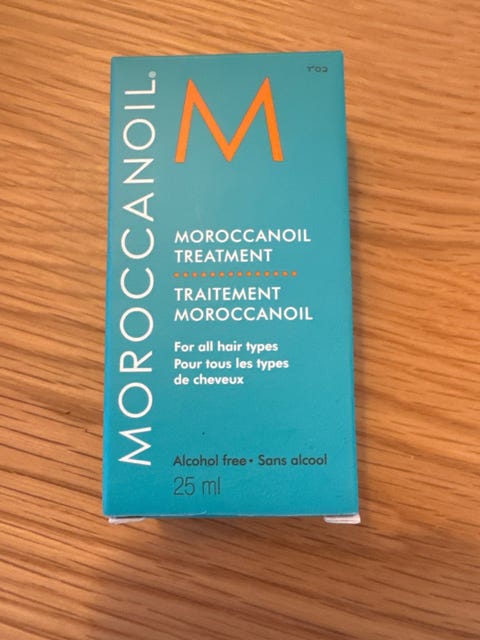 MOROCCANOIL®
M
MOROCCANOIL
TREATMENT
TRAITEMENT
MOROCCANOIL
For all hair types
Pour tous les types
de cheveux
Alcohol free • Sans alcool
25 ml